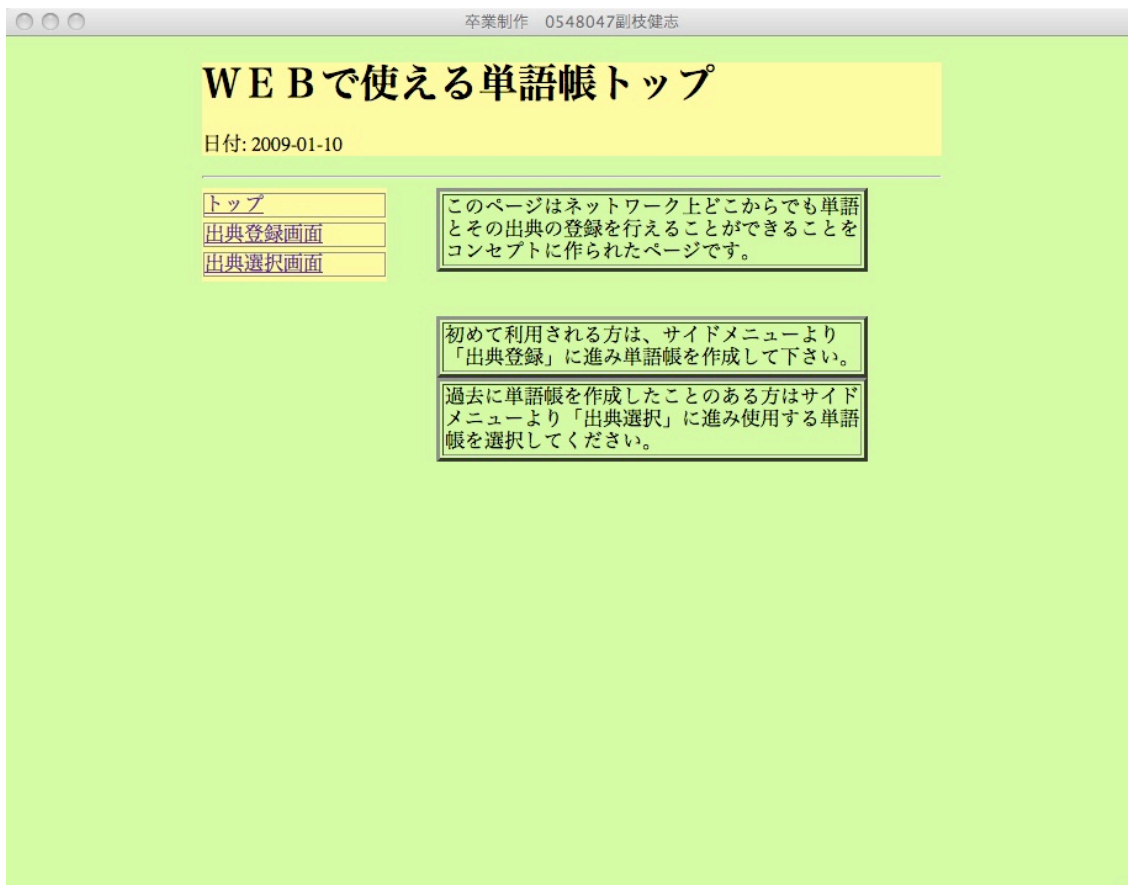 卒業制作　0548047副枝健志
ＷＥＢで使える単語帳トップ
日付: 2009-01-10
トップ
出典登録画面
出典選択画面
このページはネットワーク上どこからでも単語
とその出典の登録を行えることができることを
コンセプトに作られたページです。
初めて利用される方は、サイドメニューより
「出典登録」に進み単語帳を作成して下さい。
過去に単語帳を作成したことのある方はサイド
メニューより「出典選択」に進み使用する単語
帳を選択してください。